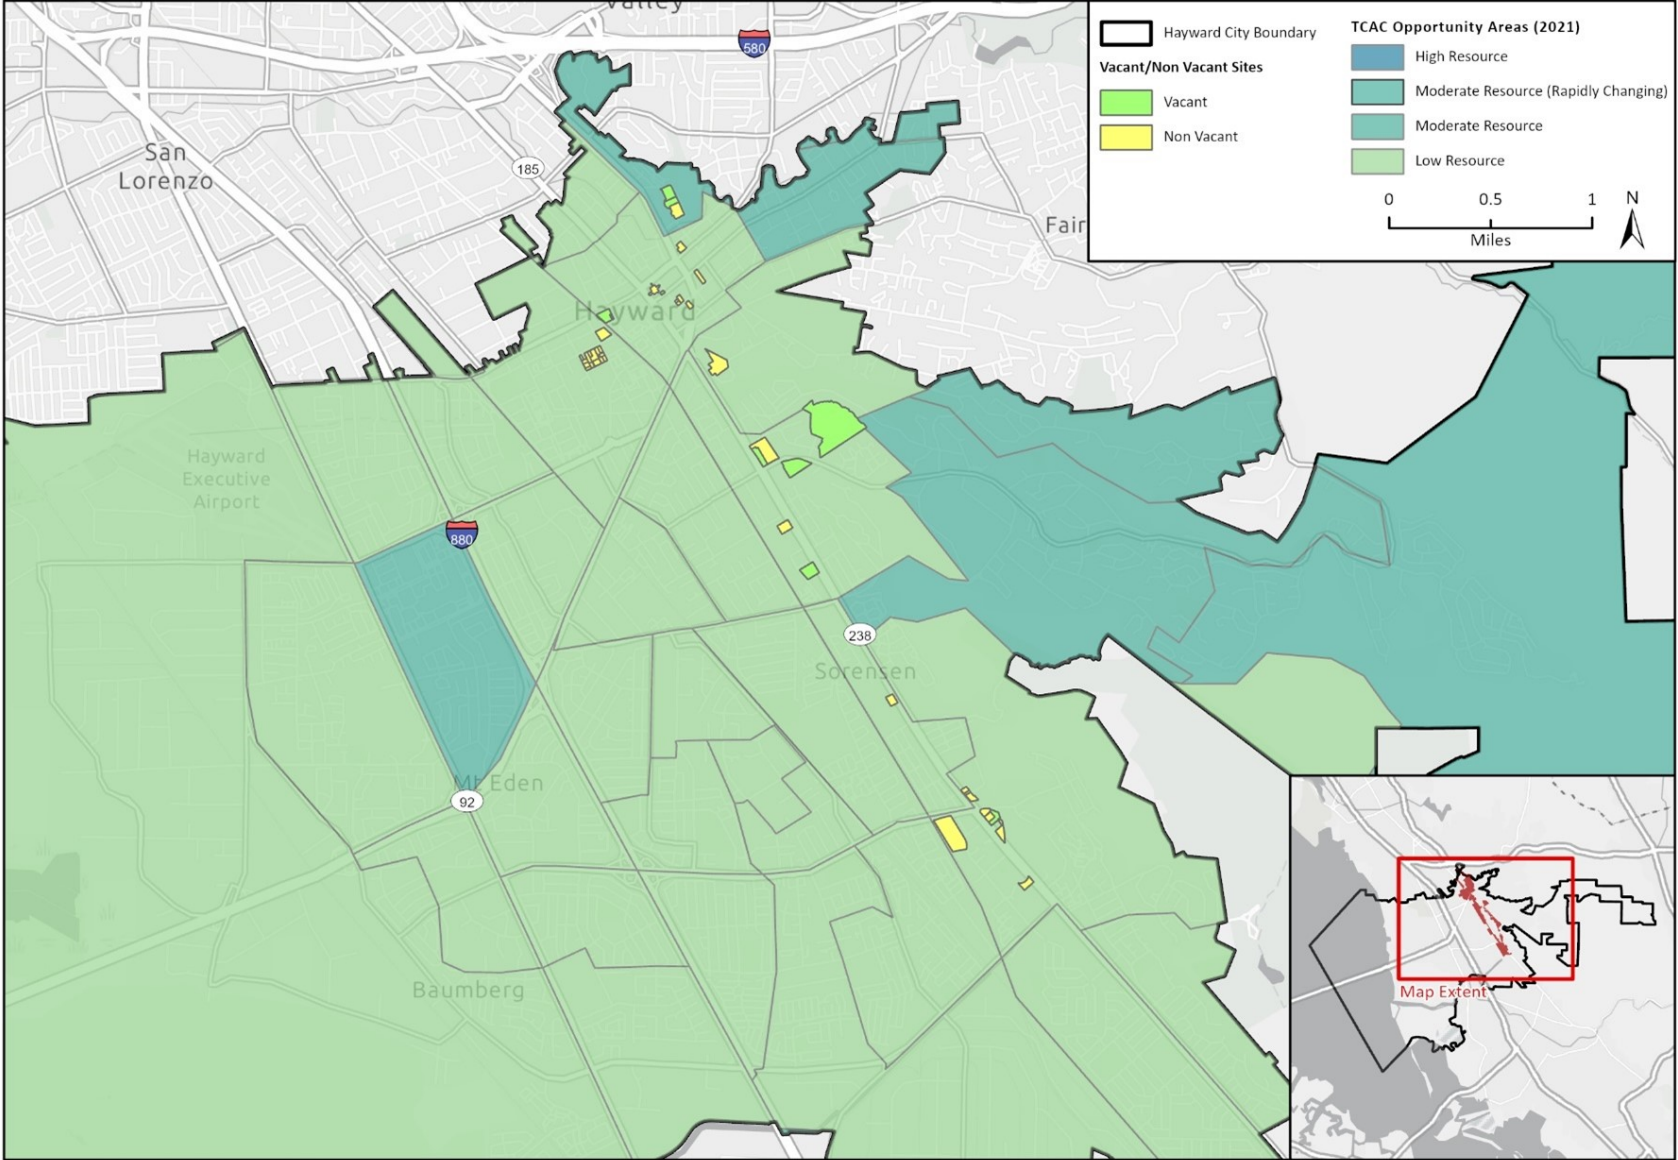 Valley
580
San
Lorenzo
185
Fair
Hayward
Hayward
Executive
Airport
880
238
Sorensen
Mt Eden
92
Baumberg
Hayward City Boundary
Vacant/Non Vacant Sites
Vacant
Non Vacant
TCAC Opportunity Areas (2021)
High Resource
Moderate Resource (Rapidly Changing)
Moderate Resource
Low Resource
0 0.5 1
Miles
N
Map Extent